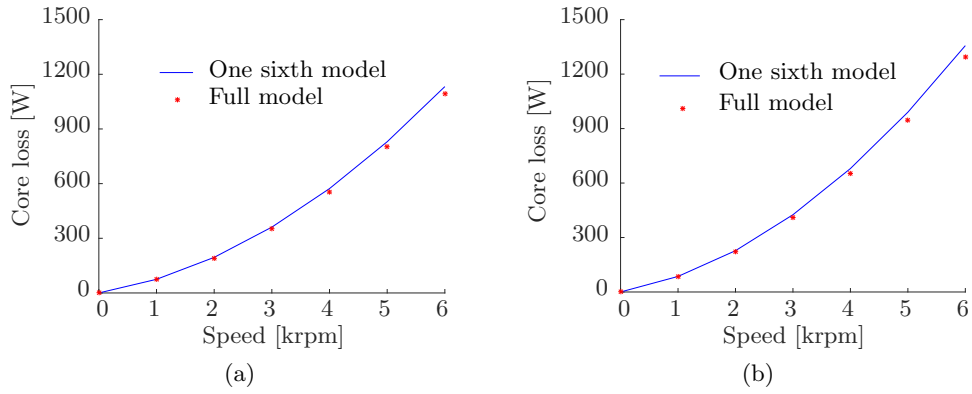 1500
1200
900
600
300
0
Core loss [W]
One sixth model
Full model
0 1 2 3 4 5 6
Speed [krpm]
(a)
1500
1200
900
600
300
0
Core loss [W]
One sixth model
Full model
0 1 2 3 4 5 6
Speed [krpm]
(b)